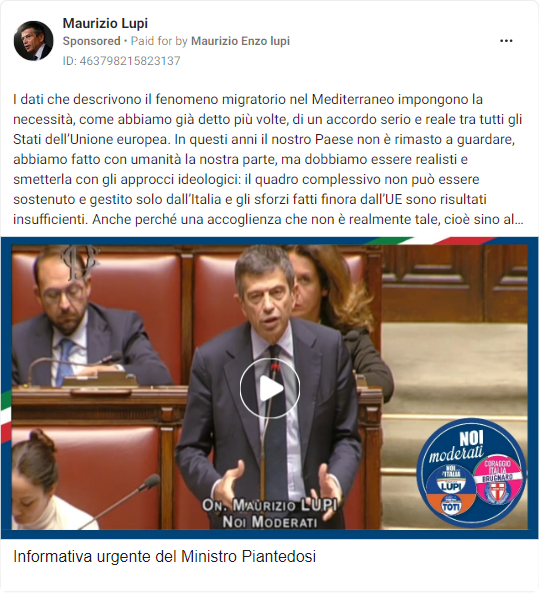 Maurizio Lupi
Sponsored • Paid for by Maurizio Enzo lupi
ID: 463798215823137
I dati che descrivono il fenomeno migratorio nel Mediterraneo impongono la
necessità, come abbiamo già detto più volte, di un accordo serio e reale tra tutti gli
Stati dell'Unione europea. In questi anni il nostro Paese non è rimasto a guardare,
abbiamo fatto con umanità la nostra parte, ma dobbiamo essere realisti e
smetterla con gli approcci ideologici: il quadro complessivo non può essere
sostenuto e gestito solo dall'Italia e gli sforzi fatti finora dall'UE sono risultati
insufficienti. Anche perché una accoglienza che non è realmente tale, cioè sino al...
NOI
moderati
NOI
L'ITALIA
LUPI
CORAGGIO
ITALIA
BRUGNARO
TOTI
ON. MAURIZIO LUPI
NOI MODERATI
Informativa urgente del Ministro Piantedosi